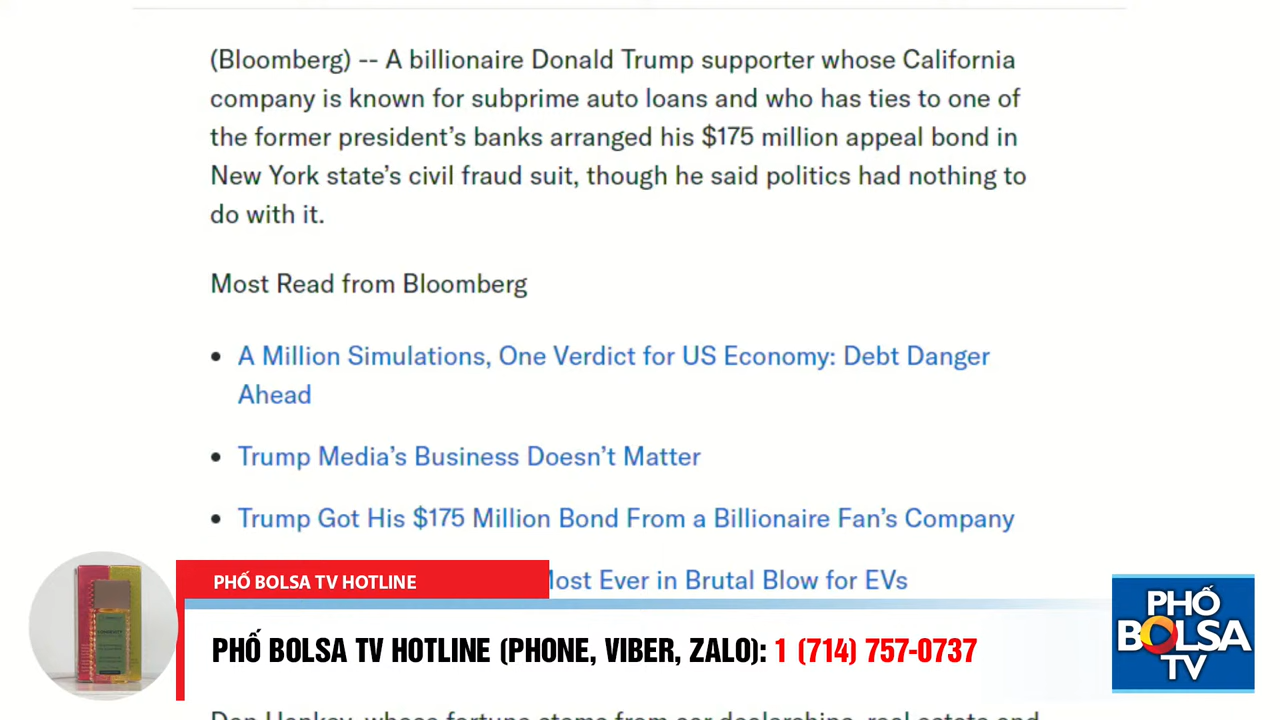 (Bloomberg) -- A billionaire Donald Trump supporter whose California
company is known for subprime auto loans and who has ties to one of
the former president’s banks arranged his $175 million appeal bond in
New York state’s civil fraud suit, though he said politics had nothing to
do with it.
Most Read from Bloomberg
• A Million Simulations, One Verdict for US Economy: Debt Danger
Ahead
• Trump Media’s Business Doesn’t Matter
• Trump Got His $175 Million Bond From a Billionaire Fan’s Company
Most Ever in Brutal Blow for EVs
PHỐ BOLSA TV HOTLINE
PHỐ BOLSA TV HOTLINE (PHONE, VIBER, ZALO): 1 (714) 757-0737
PHỐ
BOLSA
TV